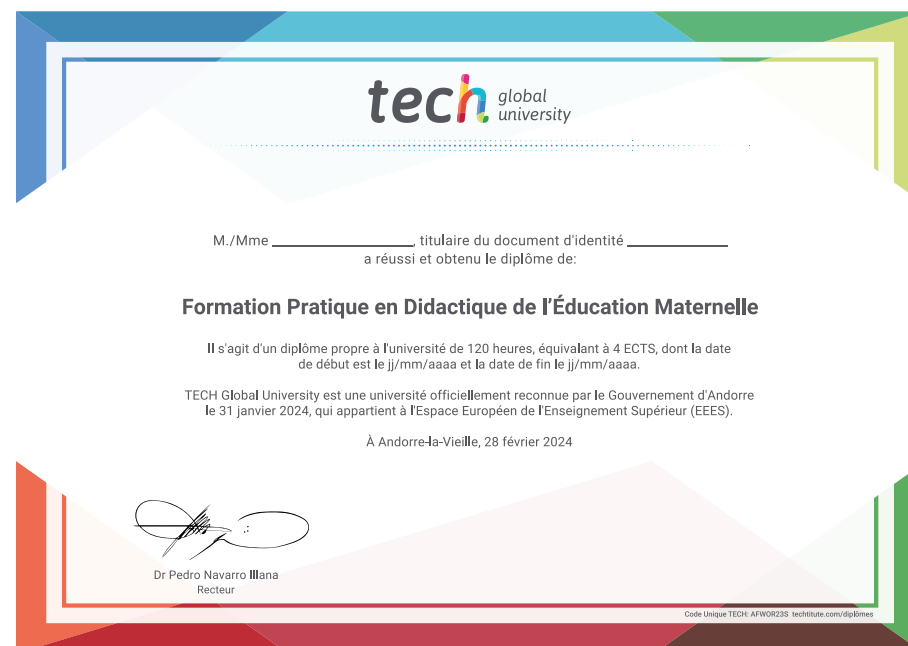 tech global
university
M./Mme ____________________, titulaire du document d'identité ______________
a réussi et obtenu le diplôme de:
Formation Pratique en Didactique de l'Éducation Maternelle
Il s'agit d'un diplôme propre à l'université de 120 heures, équivalant à 4 ECTS, dont la date
de début est le jj/mm/aaaa et la date de fin le jj/mm/aaaa.
TECH Global University est une université officiellement reconnue par le Gouvernement d'Andorre
le 31 janvier 2024, qui appartient à l'Espace Européen de l'Enseignement Supérieur (EEES).
À Andorre-la-Vieille, 28 février 2024
Dr Pedro Navarro Illana
Recteur
Code Unique TECH: AFWOR23S techtitute.com/diplômes